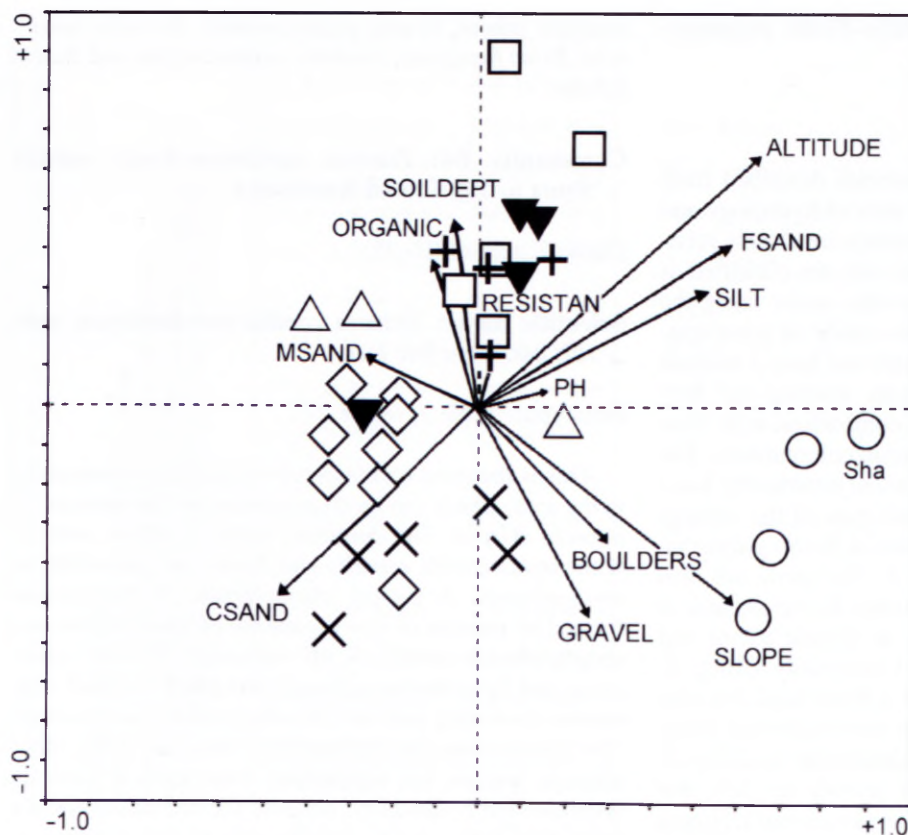 +1.0
ALTITUDE
SOILDEPT
ORGANIC
FSAND
RESISTAN
SILT
MSAND
PH
Sha
BOULDERS
CSAND
GRAVEL
SLOPE
-1.0
-1.0
+1.0